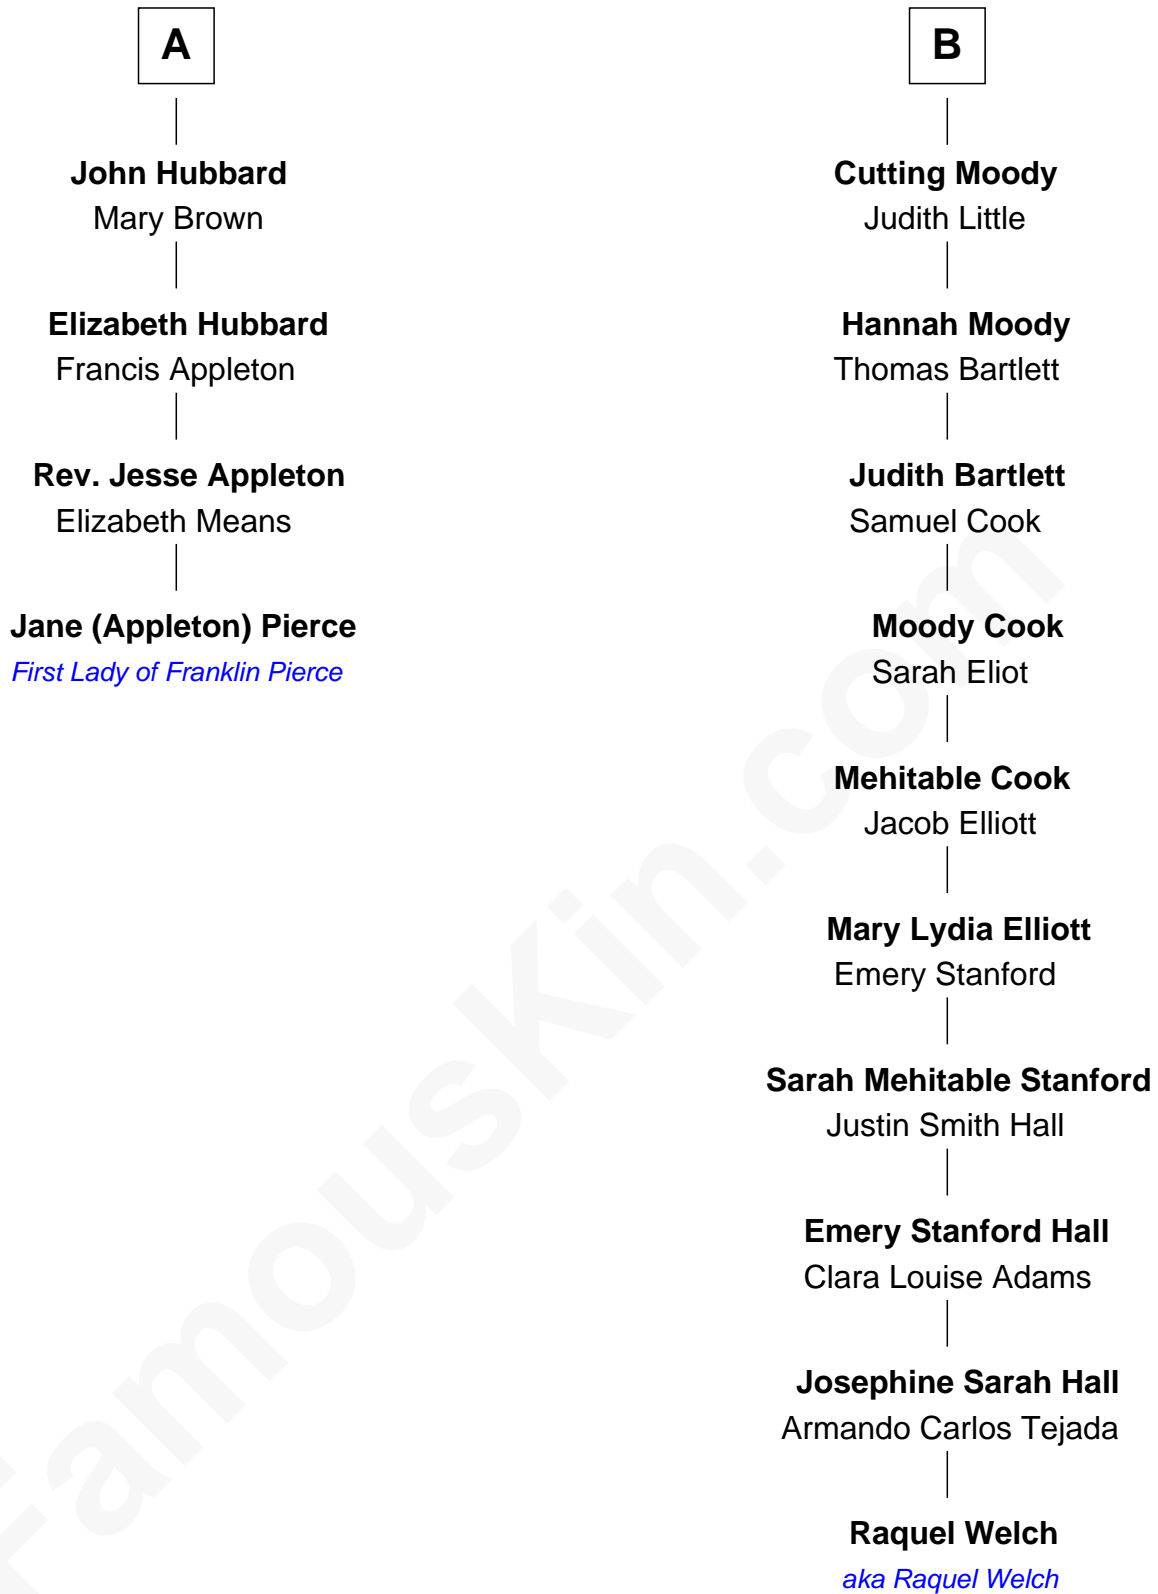 A
John Hubbard
Mary Brown
Elizabeth Hubbard
Francis Appleton
Rev. Jesse Appleton
Elizabeth Means
Jane (Appleton) Pierce
First Lady of Franklin Pierce
B
Cutting Moody
Judith Little
Hannah Moody
Thomas Bartlett
Judith Bartlett
Samuel Cook
Moody Cook
Sarah Eliot
Mehitable Cook
Jacob Elliott
Mary Lydia Elliott
Emery Stanford
Sarah Mehitable Stanford
Justin Smith Hall
Emery Stanford Hall
Clara Louise Adams
Josephine Sarah Hall
Armando Carlos Tejada
Raquel Welch
aka Raquel Welch
FamousKin.com